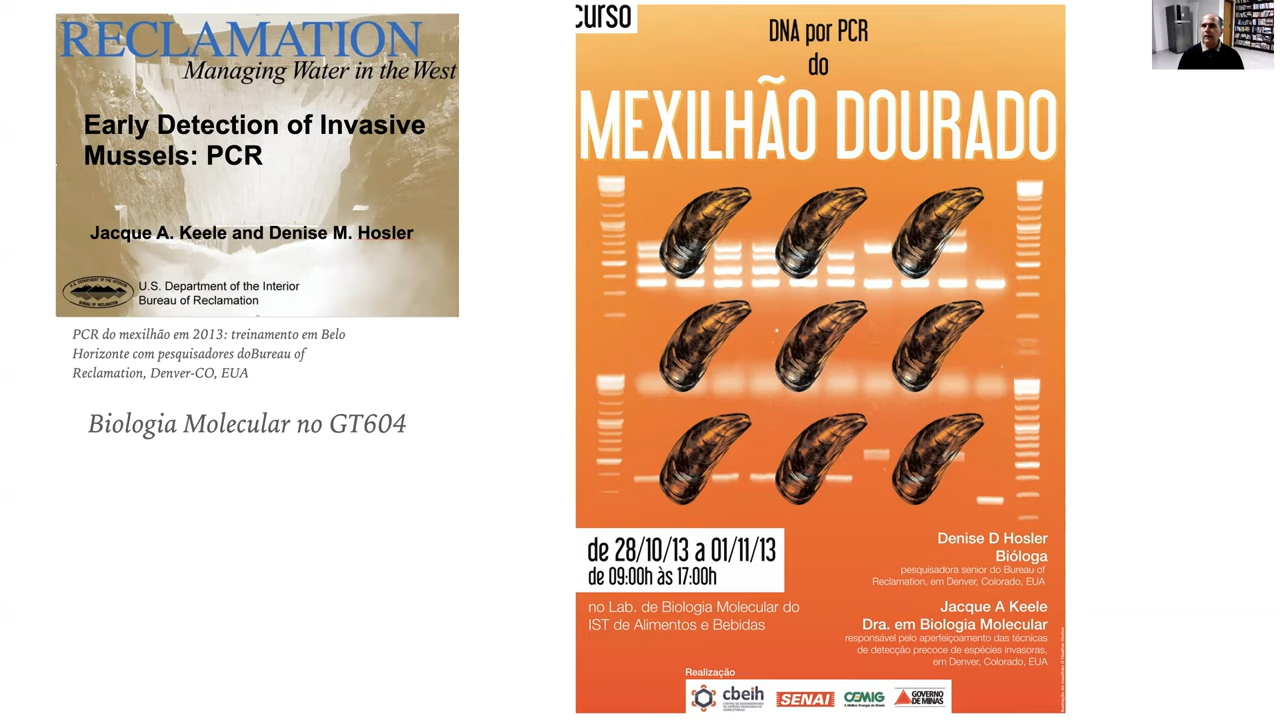 RECLAMATION
Managing Water in the West
Early Detection of Invasive
Mussels: PCR
Jacque A. Keele and Denise M. Hosler
U.S. Department of the Interior
Bureau of Reclamation
PCR do mexilhão em 2013: treinamento em Belo
Horizonte com pesquisadores doBureau of
Reclamation, Denver-CO, EUA
Biologia Molecular no GT604
curso
DNA por PCR
do
MEXILHÃO DOURADO
de 28/10/13 a 01/11/13
de 09:00h às 17:00h
no Lab. de Biologia Molecular do
IST de Alimentos e Bebidas
Denise D Hosler
Bióloga
pesquisadora senior do Bureau of
Reclamation, em Denver, Colorado, EUA
Jacque A Keele
Dra. em Biologia Molecular
responsável pelo aperfeiçoamento das técnicas
de detecção precoce de espécies invasoras,
em Denver, Colorado, EUA
Realização
cbeih
SENAI
CEMIG
A Melhor Energia do Brasil.
GOVERNO
DE MINAS